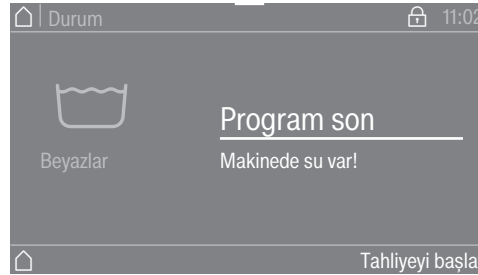 Durum 11:02
Program son
Beyazlar Makinede su var!
Tahliyeyi başla